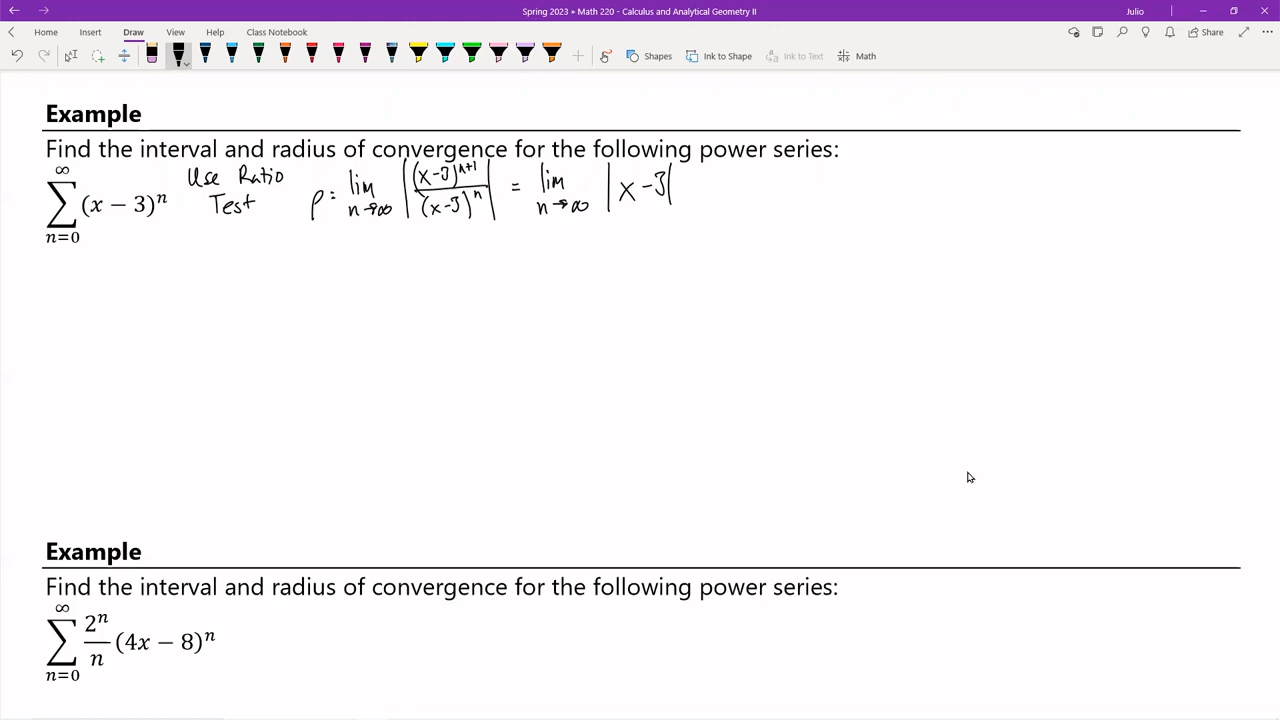 Spring 2023 » Math 220 - Calculus and Analytical Geometry II
Julio
Home Insert Draw View Help Class Notebook
Share
Shapes Ink to Shape Ink to Text Math
Example
Find the interval and radius of convergence for the following power series:
∞
∑ (x − 3)ⁿ
n=0
Use Ratio
Test
ρ = lim n→∞ |(x-3)ⁿ⁺¹/(x-3)ⁿ| = lim n→∞ |x-3|
Example
Find the interval and radius of convergence for the following power series:
∞
∑ 2ⁿ/n (4x − 8)ⁿ
n=0